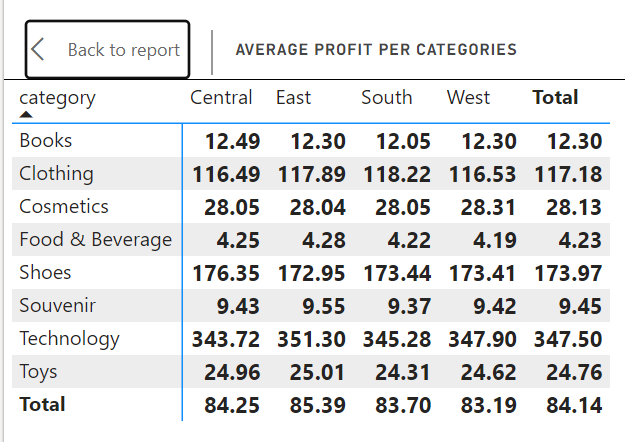 Back to report AVERAGE PROFIT PER CATEGORIES
category Central East South West Total
Books 12.49 12.30 12.05 12.30 12.30
Clothing 116.49 117.89 118.22 116.53 117.18
Cosmetics 28.05 28.04 28.05 28.31 28.13
Food & Beverage 4.25 4.28 4.22 4.19 4.23
Shoes 176.35 172.95 173.44 173.41 173.97
Souvenir 9.43 9.55 9.37 9.42 9.45
Technology 343.72 351.30 345.28 347.90 347.50
Toys 24.96 25.01 24.31 24.62 24.76
Total 84.25 85.39 83.70 83.19 84.14